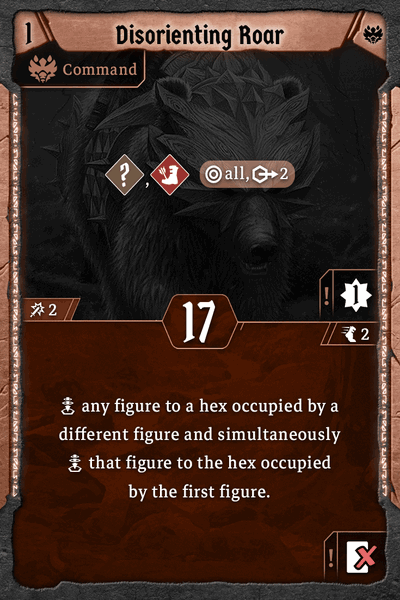 1
Disorienting Roar
Command
? , all, 2
! 1
2
17
2
any figure to a hex occupied by a
different figure and simultaneously
that figure to the hex occupied
by the first figure.
!